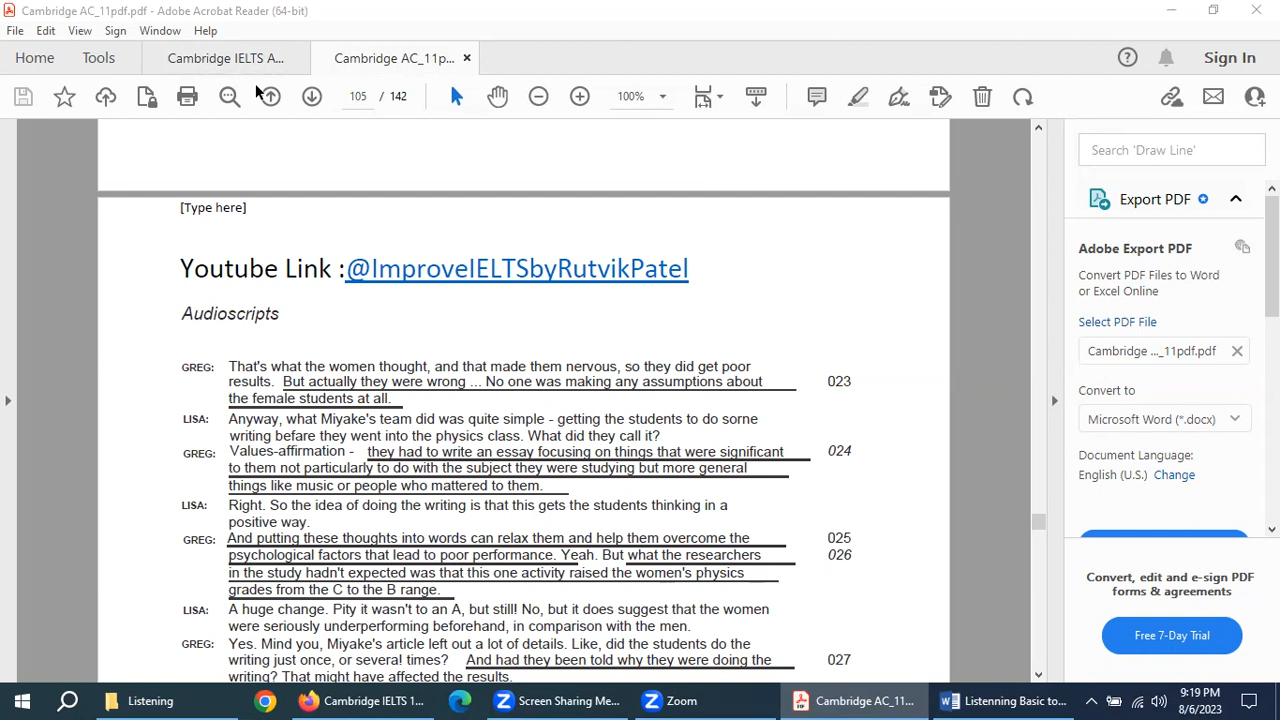 Cambridge AC_11pdf.pdf - Adobe Acrobat Reader (64-bit)
File Edit View Sign Window Help
Home Tools Cambridge IELTS A... Cambridge AC_11p... × Sign In
105 / 142 100%
[Type here]
Youtube Link :@ImproveIELTSbyRutvikPatel
Audioscripts
GREG: That's what the women thought, and that made them nervous, so they did get poor
results. But actually they were wrong ... No one was making any assumptions about 023
the female students at all.
LISA: Anyway, what Miyake's team did was quite simple - getting the students to do sorne
writing befare they went into the physics class. What did they call it?
GREG: Values-affirmation - they had to write an essay focusing on things that were significant 024
to them not particularly to do with the subject they were studying but more general
things like music or people who mattered to them.
LISA: Right. So the idea of doing the writing is that this gets the students thinking in a
positive way.
GREG: And putting these thoughts into words can relax them and help them overcome the 025
psychological factors that lead to poor performance. Yeah. But what the researchers 026
in the study hadn't expected was that this one activity raised the women's physics
grades from the C to the B range.
LISA: A huge change. Pity it wasn't to an A, but still! No, but it does suggest that the women
were seriously underperforming beforehand, in comparison with the men.
GREG: Yes. Mind you, Miyake's article left out a lot of details. Like, did the students do the
writing just once, or severa! times? And had they been told why they were doing the 027
writing? That might have affected the results.
Search 'Draw Line'
Export PDF
Adobe Export PDF
Convert PDF Files to Word
or Excel Online
Select PDF File
Cambridge ..._11pdf.pdf
Convert to
Microsoft Word (*.docx)
Document Language:
English (U.S.) Change
Convert, edit and e-sign PDF
forms & agreements
Free 7-Day Trial
Listening Cambridge IELTS 1... Screen Sharing Me... Zoom Cambridge AC_11... Listenning Basic to...
9:19 PM
8/6/2023